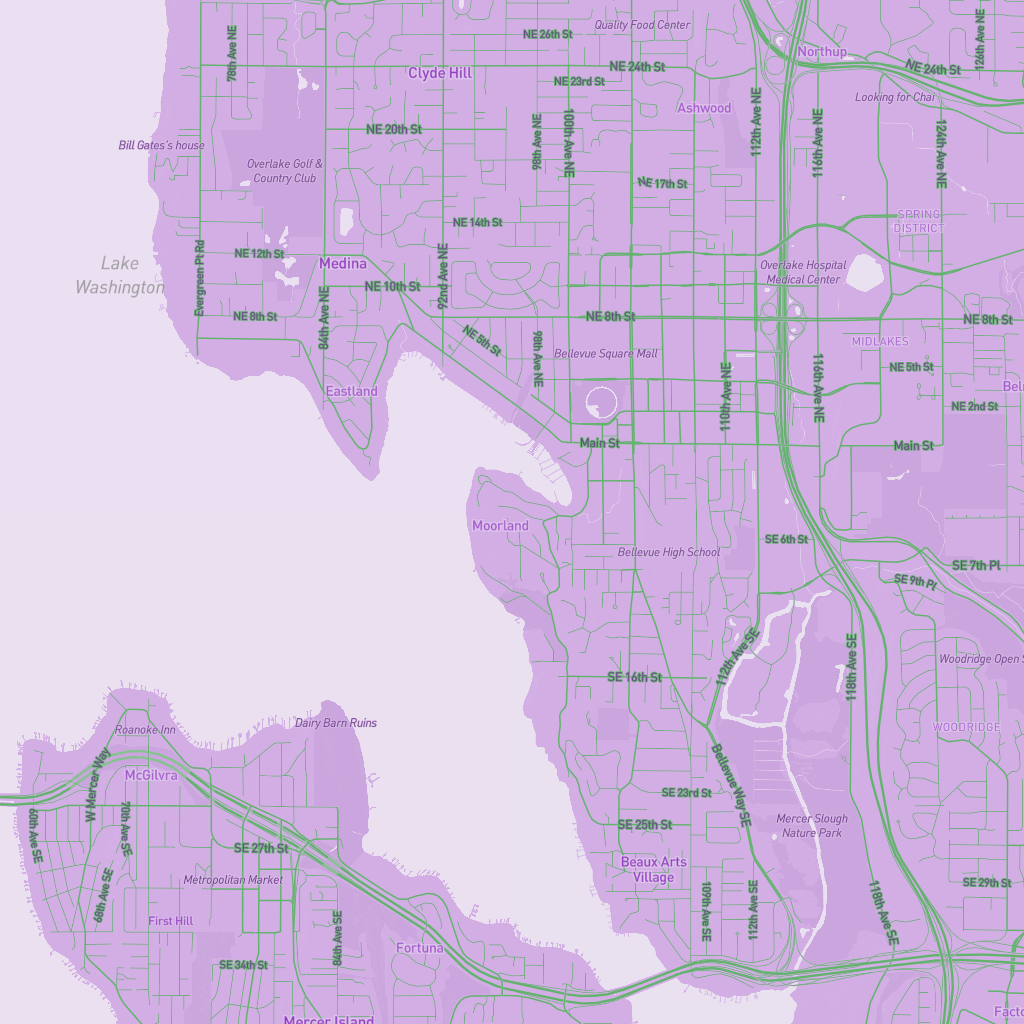 Quality Food Center
NE 26th St
126th Ave NE
78th Ave NE
Northup
Clyde Hill
NE 24th St
NE 24th St
NE 23rd St
Looking for Chai
Ashwood
NE 20th St
100th Ave NE
98th Ave NE
112th Ave NE
116th Ave NE
124th Ave NE
Bill Gates's house
Overlake Golf &
Country Club
NE 17th St
NE 14th St
SPRING
DISTRICT
Lake
Washington
Evergreen Pt Rd
NE 12th St
Medina
92nd Ave NE
Overlake Hospital
Medical Center
NE 10th St
84th Ave NE
NE 8th St
NE 8th St
NE 8th St
NE 5th St
98th Ave NE
Bellevue Square Mall
MIDLAKES
110th Ave NE
116th Ave NE
NE 5th St
Eastland
NE 2nd St
Main St
Main St
Moorland
SE 6th St
Bellevue High School
SE 7th Pl
SE 9th Pl
112th Ave SE
118th Ave SE
Woodridge Open S
SE 16th St
Dairy Barn Ruins
Roanoke Inn
WOODRIDGE
McGilvra
W Mercer Way
Bellevue Way SE
SE 23rd St
60th Ave SE
70th Ave SE
SE 25th St
Mercer Slough
Nature Park
SE 27th St
Beaux Arts
Village
Metropolitan Market
68th Ave SE
SE 29th St
109th Ave SE
112th Ave SE
118th Ave SE
First Hill
84th Ave SE
Fortuna
SE 34th St
Mercer Island